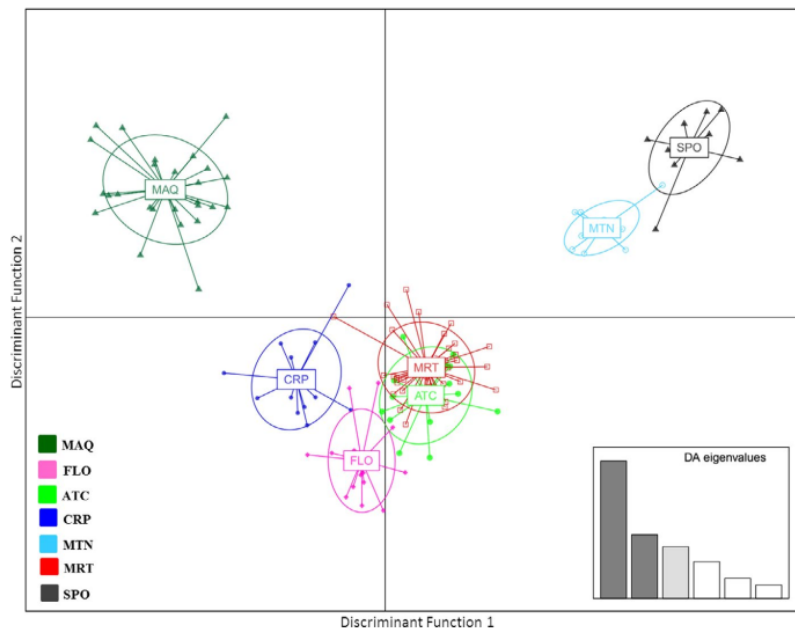 SPO
MAQ
MTN
MRT
CRP
ATC
FLO
Discriminant Function 2
MAQ
FLO
ATC
CRP
MTN
MRT
SPO
DA eigenvalues
Discriminant Function 1